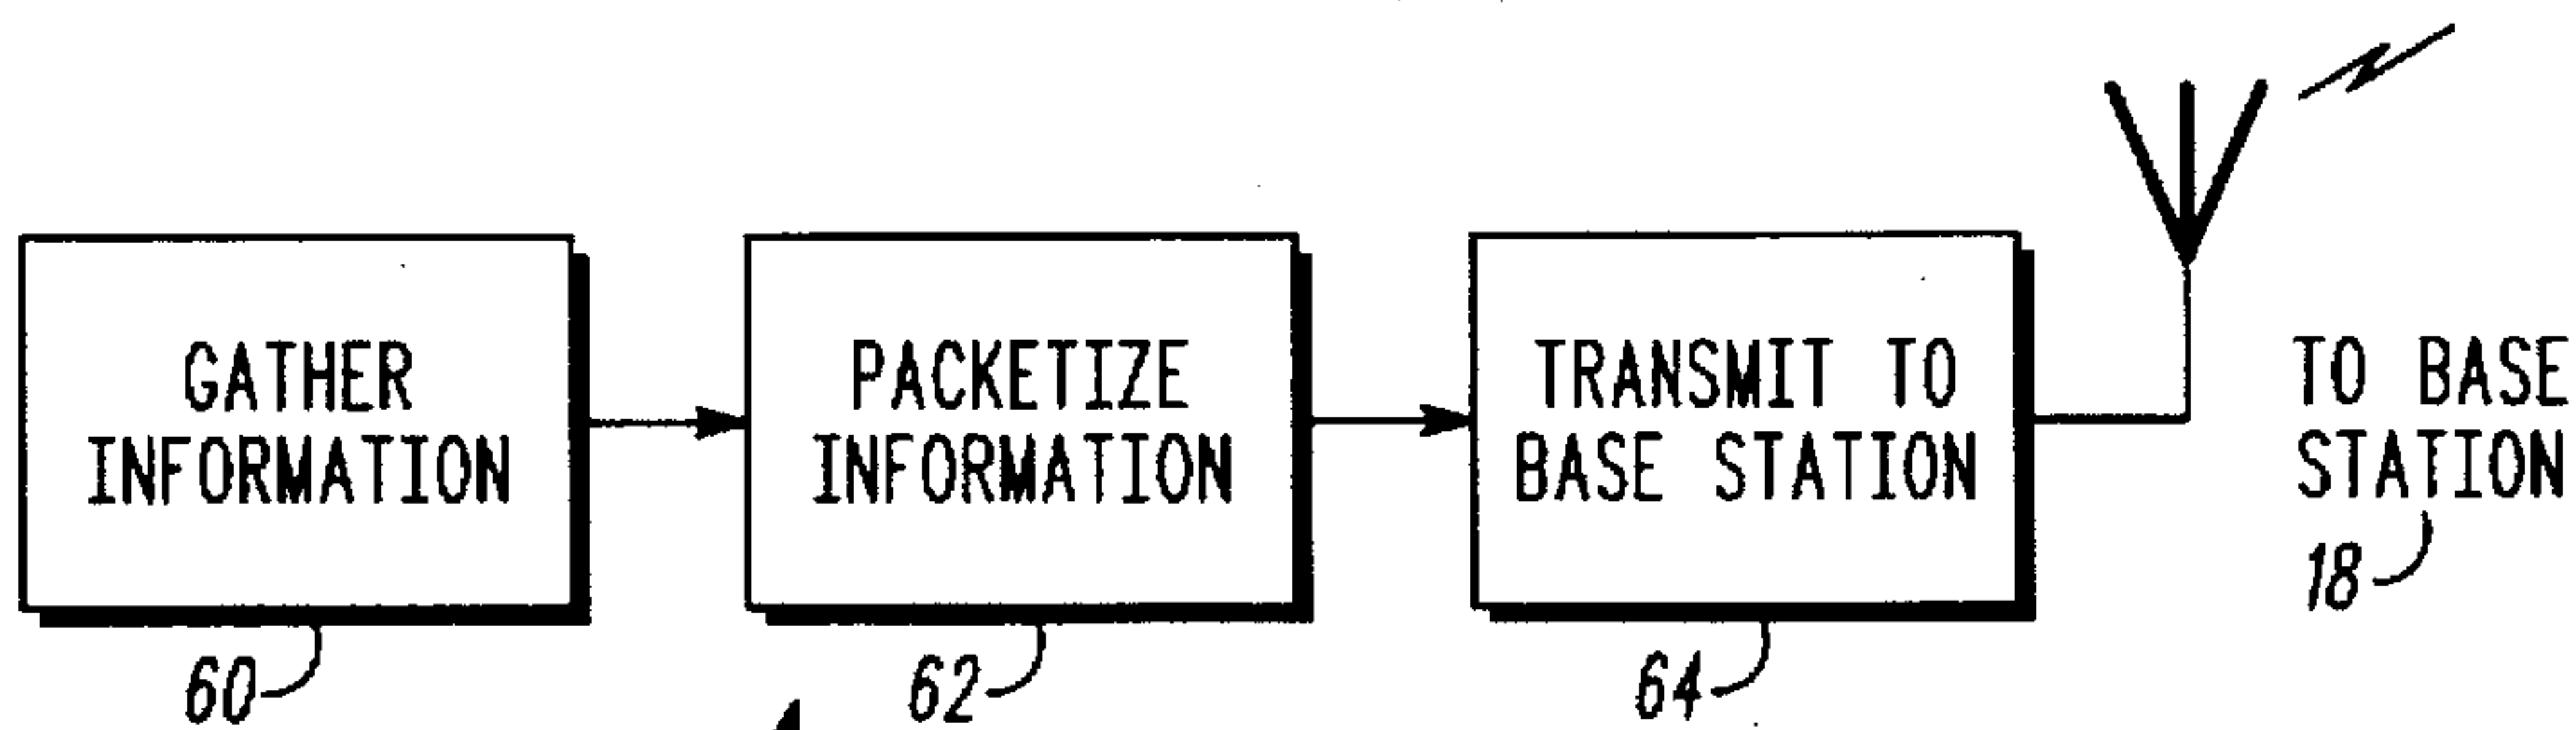 GATHER
INFORMATION
60
PACKETIZE
INFORMATION
62
TRANSMIT TO
BASE STATION
64
TO BASE
STATION
18